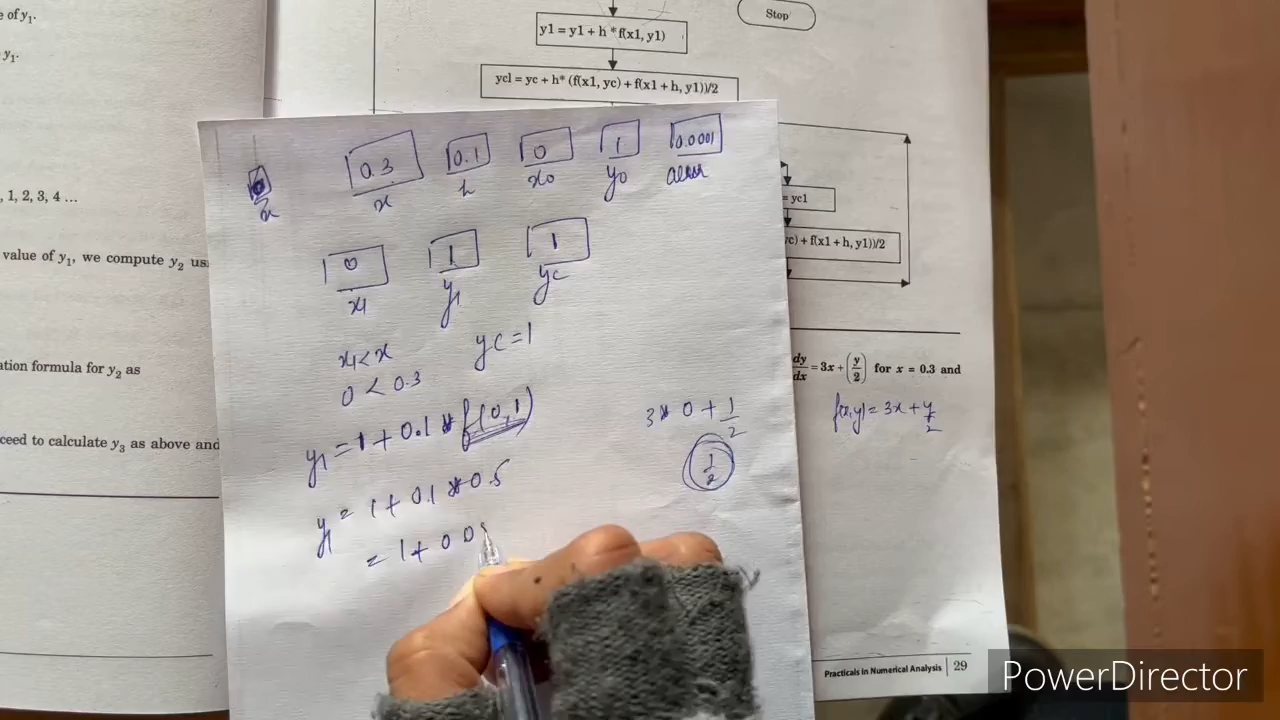 e of y1.
y1.
, 1, 2, 3, 4 ...
value of y1, we compute y2 us
ation formula for y2 as
ceed to calculate y3 as above and
Stop
y1 = y1 + h * f(x1, y1)
ycl = yc + h* (f(x1, yc) + f(x1 + h, y1))/2
= yc1
yc) + f(x1 + h, y1))/2
dy/dx = 3x + (y/2) for x = 0.3 and
f(x,y) = 3x + y/2
0.3 0.1 0 1 0.0001
x h x0 y0 aerr
0 1 1
x1 y1 yc
x1 < x yc = 1
0 < 0.3
y1 = 1 + 0.1 * f(0, 1)
3 * 0 + 1/2
1/2
y1 = 1 + 0.1 * 0.5
= 1 + 0 0
Practicals in Numerical Analysis | 29
PowerDirector